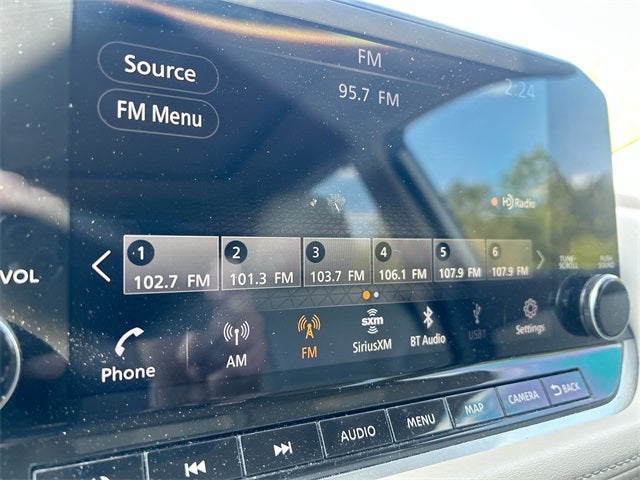 FM
Source
95.7 FM
2:24
FM Menu
HD Radio
1 2 3 4 5 6
102.7 FM 101.3 FM 103.7 FM 106.1 FM 107.9 FM 107.9 FM
VOL
TUNE-
SCROLL
PUSH
SOUND
Phone
AM
FM
sxm
SiriusXM
BT Audio
USB1
Settings
AUDIO
MENU
MAP
CAMERA
BACK